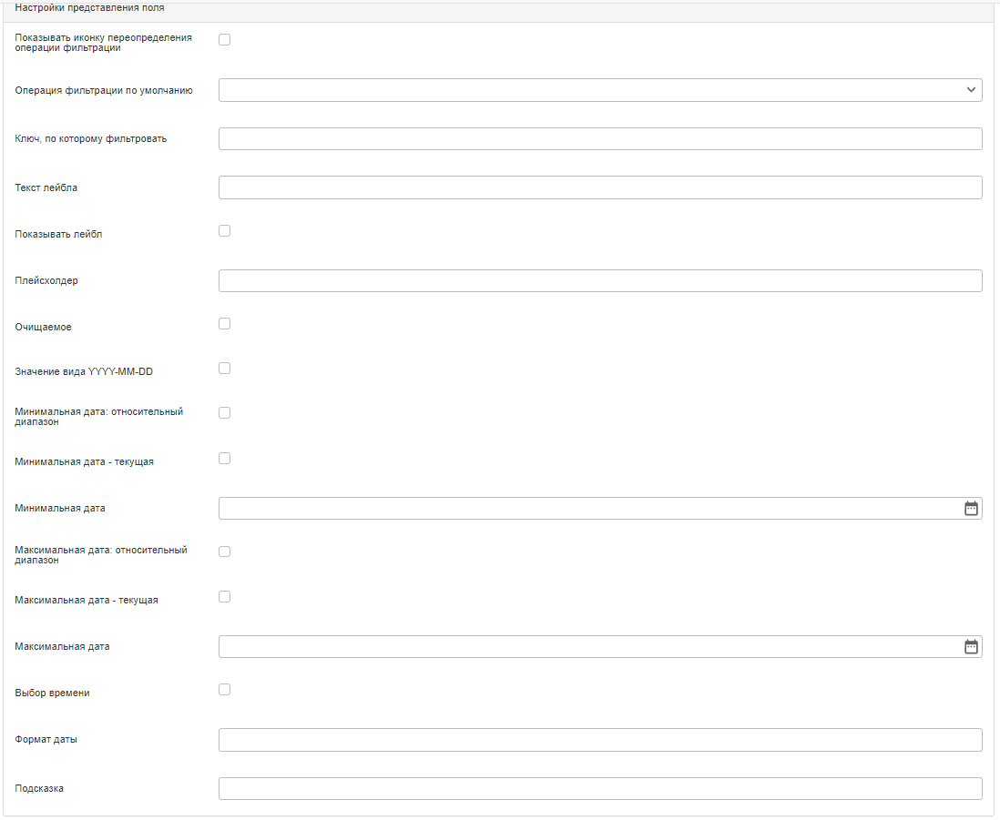 Настройки представления поля
Показывать иконку переопределения
операции фильтрации
Операция фильтрации по умолчанию
Ключ, по которому фильтровать
Текст лейбла
Показывать лейбл
Плейсхолдер
Очищаемое
Значение вида YYYY-MM-DD
Минимальная дата: относительный
диапазон
Минимальная дата - текущая
Минимальная дата
Максимальная дата: относительный
диапазон
Максимальная дата - текущая
Максимальная дата
Выбор времени
Формат даты
Подсказка